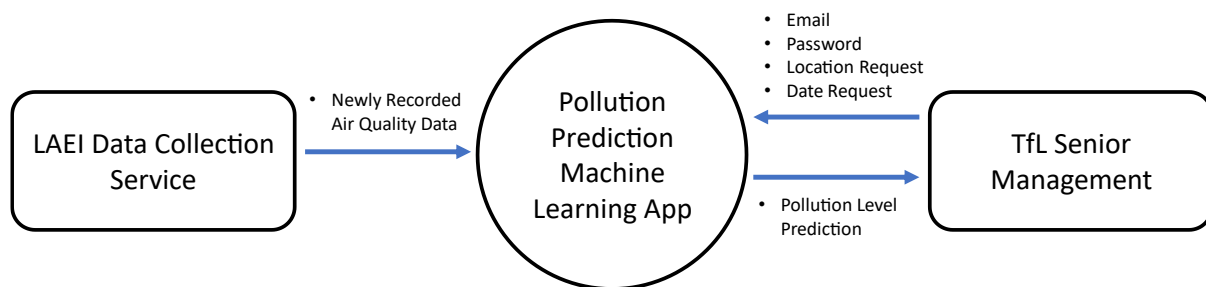 LAEI Data Collection
Service
• Newly Recorded
Air Quality Data
Pollution
Prediction
Machine
Learning App
• Email
• Password
• Location Request
• Date Request
• Pollution Level
Prediction
TfL Senior
Management